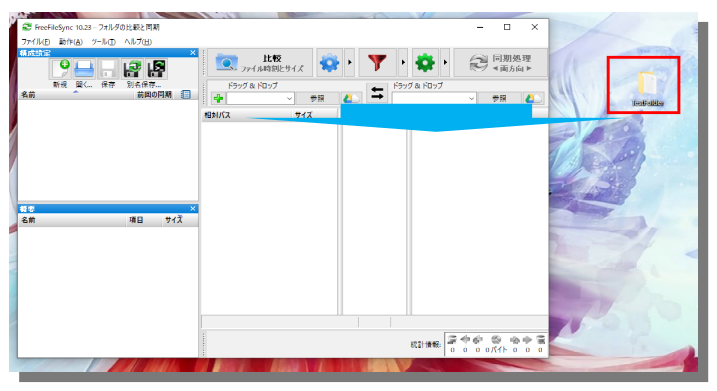 FreeFileSync 10.23 - フォルダの比較と同期
ファイル(F) 動作(A) ツール(T) ヘルプ(H)
構成設定
新規 開く... 保存 別名保存...
名前 前回の同期
概要
名前 項目 サイズ
比較
ファイル時刻とサイズ
同期処理
◄ 両方向 ►
ドラッグ & ドロップ
参照
ドラッグ & ドロップ
参照
相対パス サイズ
統計情報:
0 0 0 0バイト 0 0 0
TestFolder